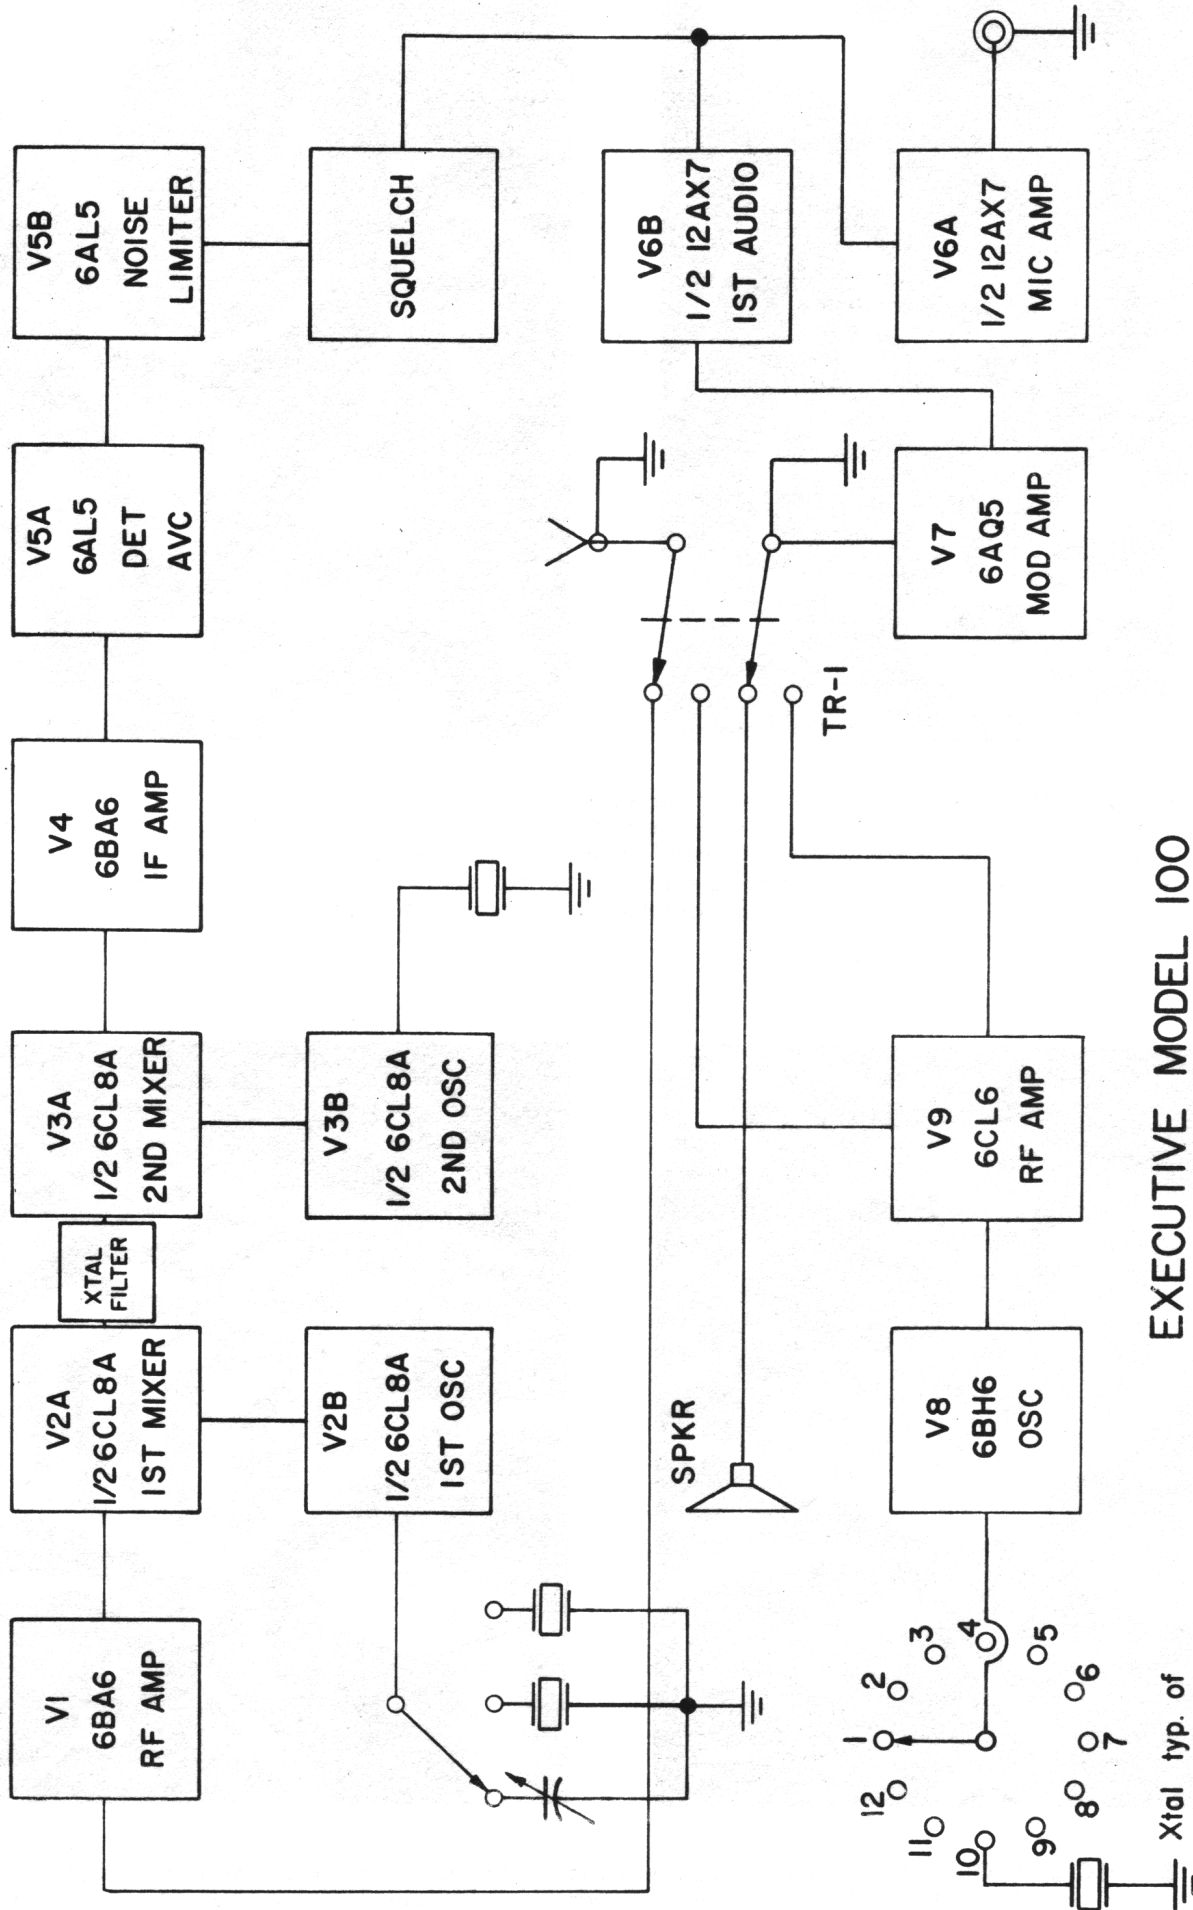 V1
6BA6
RF AMP
V2A
1/2 6CL8A
1ST MIXER
XTAL
FILTER
V3A
1/2 6CL8A
2ND MIXER
V4
6BA6
IF AMP
V5A
6AL5
DET
AVC
V5B
6AL5
NOISE
LIMITER
V2B
1/2 6CL8A
1ST OSC
V3B
1/2 6CL8A
2ND OSC
SQUELCH
SPKR
TR-1
V6B
1/2 12AX7
1ST AUDIO
V8
6BH6
OSC
V9
6CL6
RF AMP
V7
6AQ5
MOD AMP
V6A
1/2 12AX7
MIC AMP
1
2
3
4
5
6
7
8
9
10
11
12
Xtal typ. of
EXECUTIVE MODEL 100